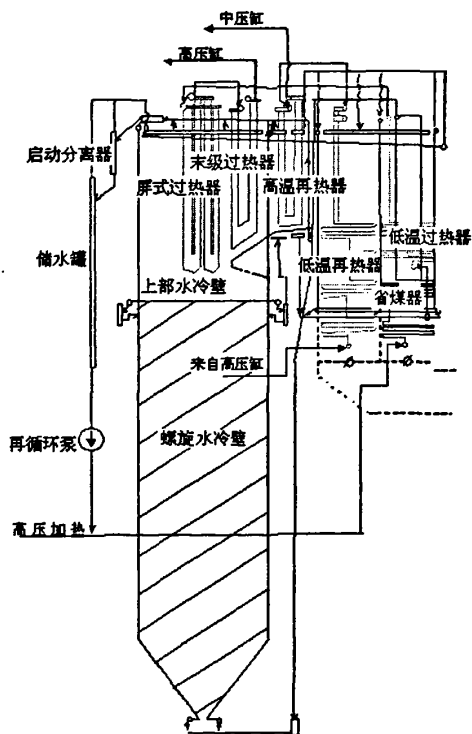 中压缸
高压缸
启动分离器
末级过热器
屏式过热器
高温再热器
储水罐
低温过热器
低温再热器
上部水冷壁
省煤器
来自高压缸
再循环泵
螺旋水冷壁
高压加热